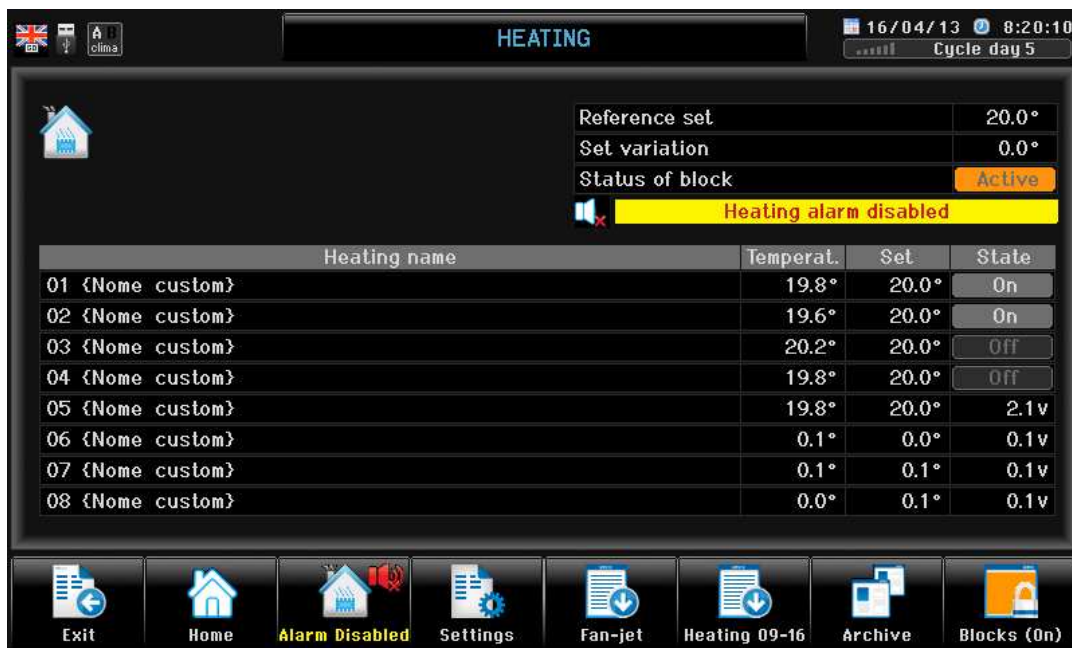 GB
A B
clima
HEATING
16/04/13 8:20:10
Cycle day 5
Reference set 20.0°
Set variation 0.0°
Status of block Active
Heating alarm disabled
Heating name Temperat. Set State
01 {Nome custom} 19.8° 20.0° On
02 {Nome custom} 19.6° 20.0° On
03 {Nome custom} 20.2° 20.0° Off
04 {Nome custom} 19.8° 20.0° Off
05 {Nome custom} 19.8° 20.0° 2.1v
06 {Nome custom} 0.1° 0.0° 0.1v
07 {Nome custom} 0.1° 0.1° 0.1v
08 {Nome custom} 0.0° 0.1° 0.1v
Exit Home Alarm Disabled Settings Fan-jet Heating 09-16 Archive Blocks (On)